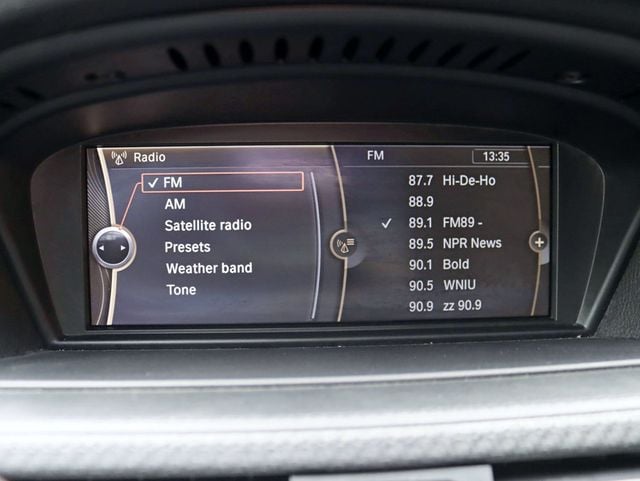 Radio
FM
AM
Satellite radio
Presets
Weather band
Tone
FM 13:35
87.7 Hi-De-Ho
88.9
89.1 FM89 -
89.5 NPR News
90.1 Bold
90.5 WNIU
90.9 zz 90.9